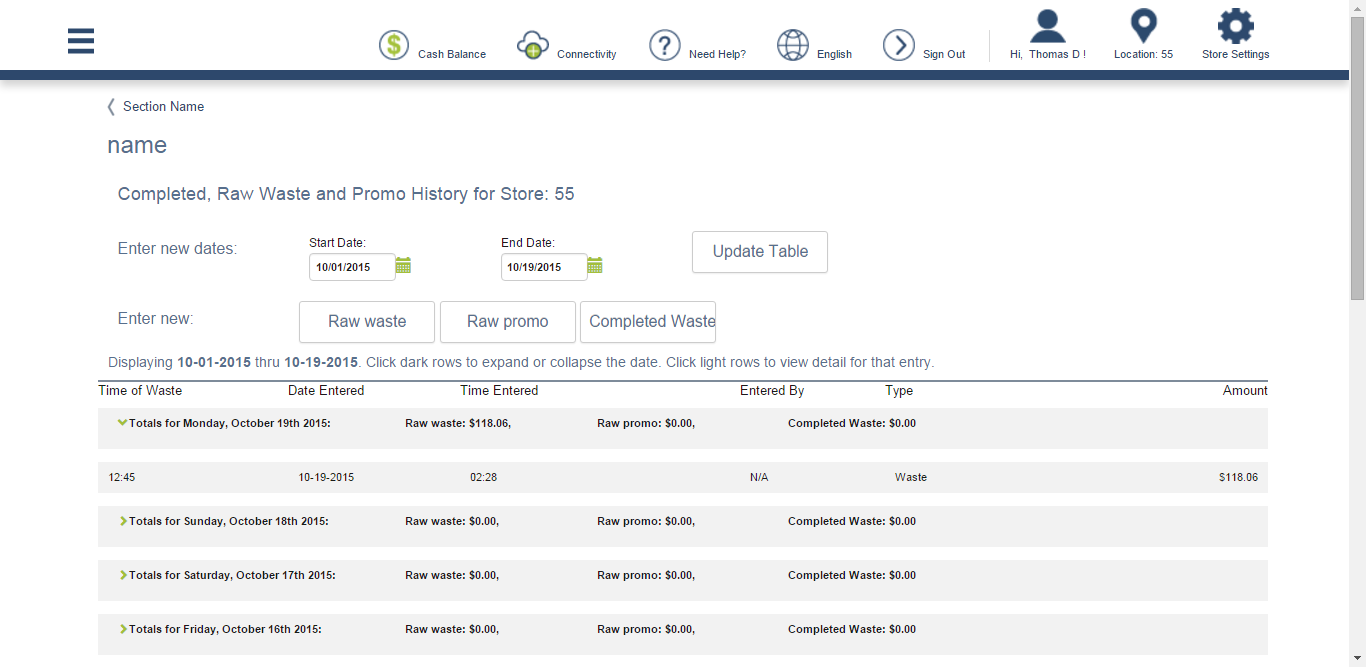 $ Cash Balance Connectivity ? Need Help? English Sign Out Hi, Thomas D ! Location: 55 Store Settings
Section Name
name
Completed, Raw Waste and Promo History for Store: 55
Enter new dates: Start Date: End Date: Update Table
10/01/2015 10/19/2015
Enter new: Raw waste Raw promo Completed Waste
Displaying 10-01-2015 thru 10-19-2015. Click dark rows to expand or collapse the date. Click light rows to view detail for that entry.
Time of Waste Date Entered Time Entered Entered By Type Amount
Totals for Monday, October 19th 2015: Raw waste: $118.06, Raw promo: $0.00, Completed Waste: $0.00
12:45 10-19-2015 02:28 N/A Waste $118.06
Totals for Sunday, October 18th 2015: Raw waste: $0.00, Raw promo: $0.00, Completed Waste: $0.00
Totals for Saturday, October 17th 2015: Raw waste: $0.00, Raw promo: $0.00, Completed Waste: $0.00
Totals for Friday, October 16th 2015: Raw waste: $0.00, Raw promo: $0.00, Completed Waste: $0.00